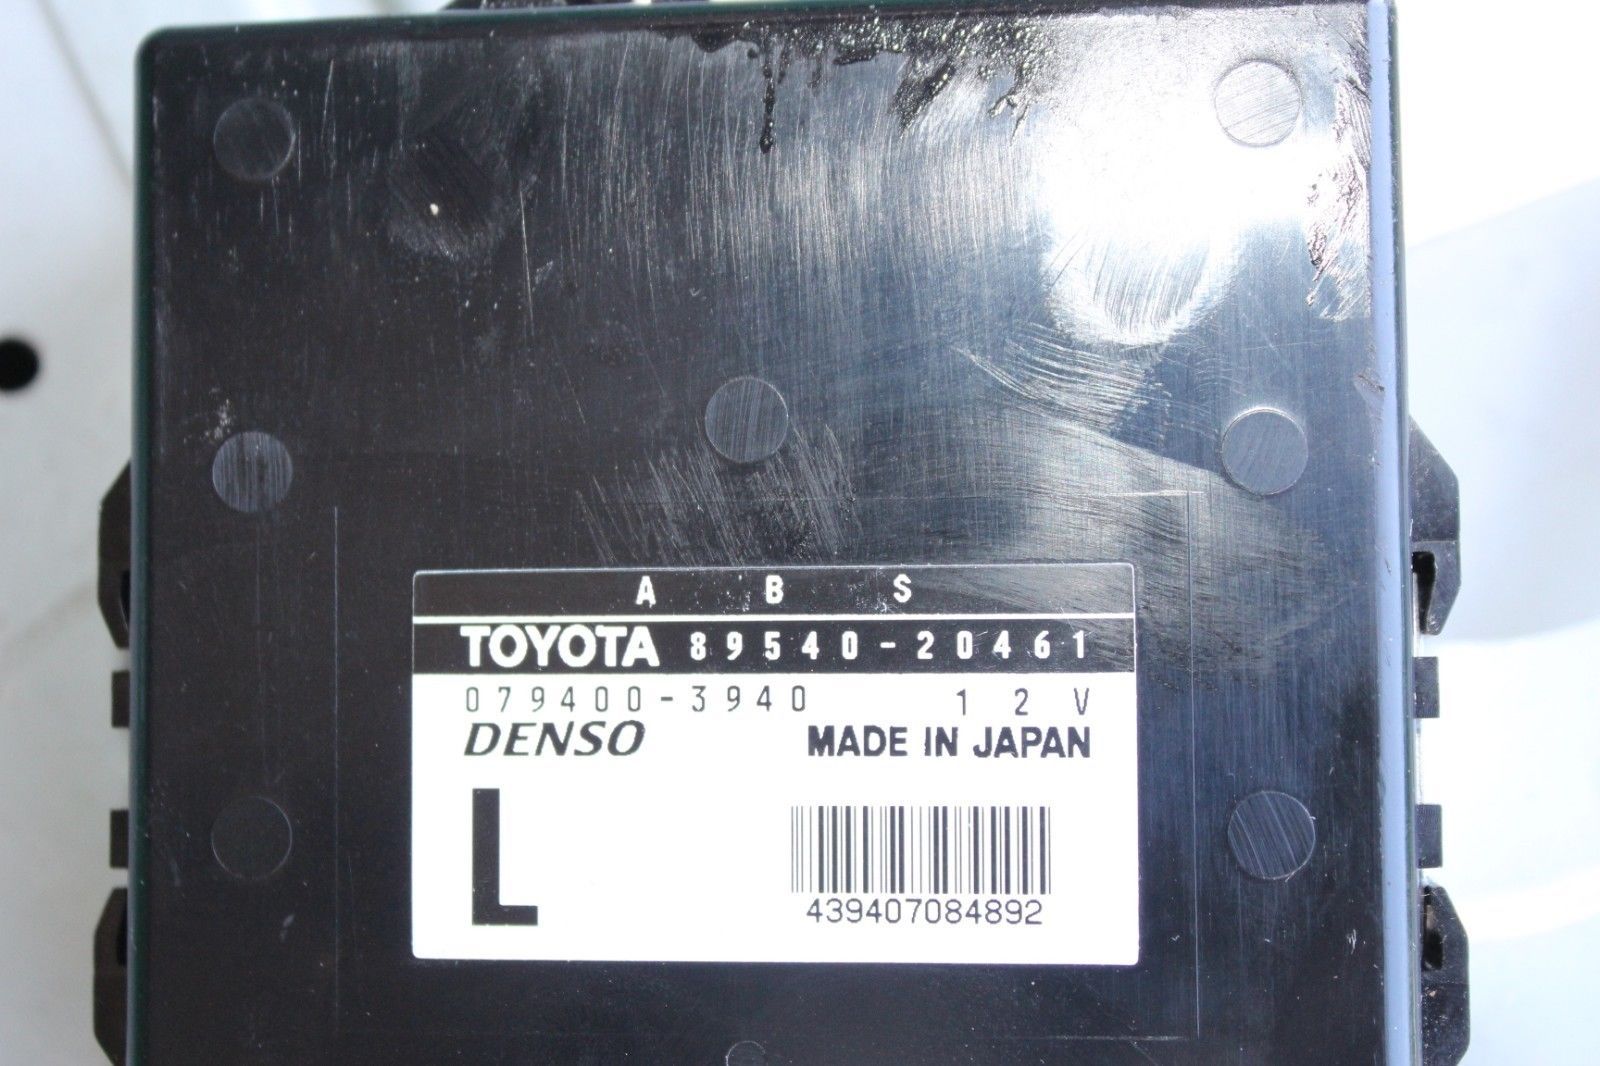 A B S
TOYOTA 89540-20461
079400-3940 12V
DENSO MADE IN JAPAN
L
439407084892